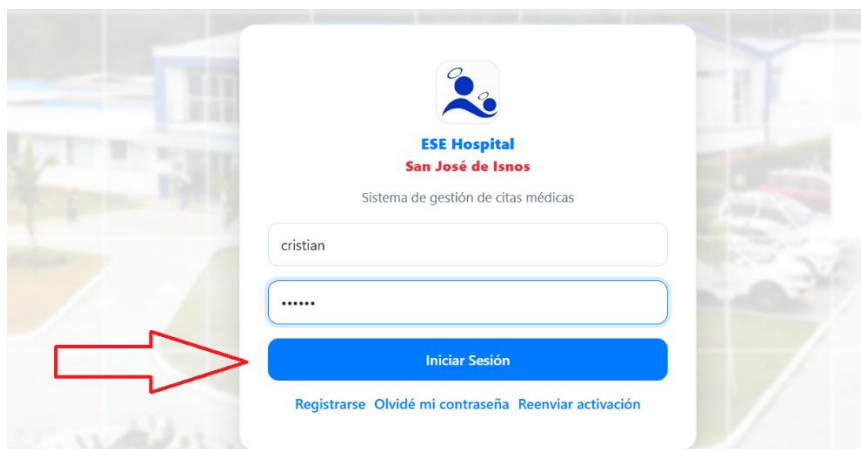 ESE Hospital
San José de Isnos
Sistema de gestión de citas médicas
cristian
••••••
Iniciar Sesión
Registrarse Olvidé mi contraseña Reenviar activación